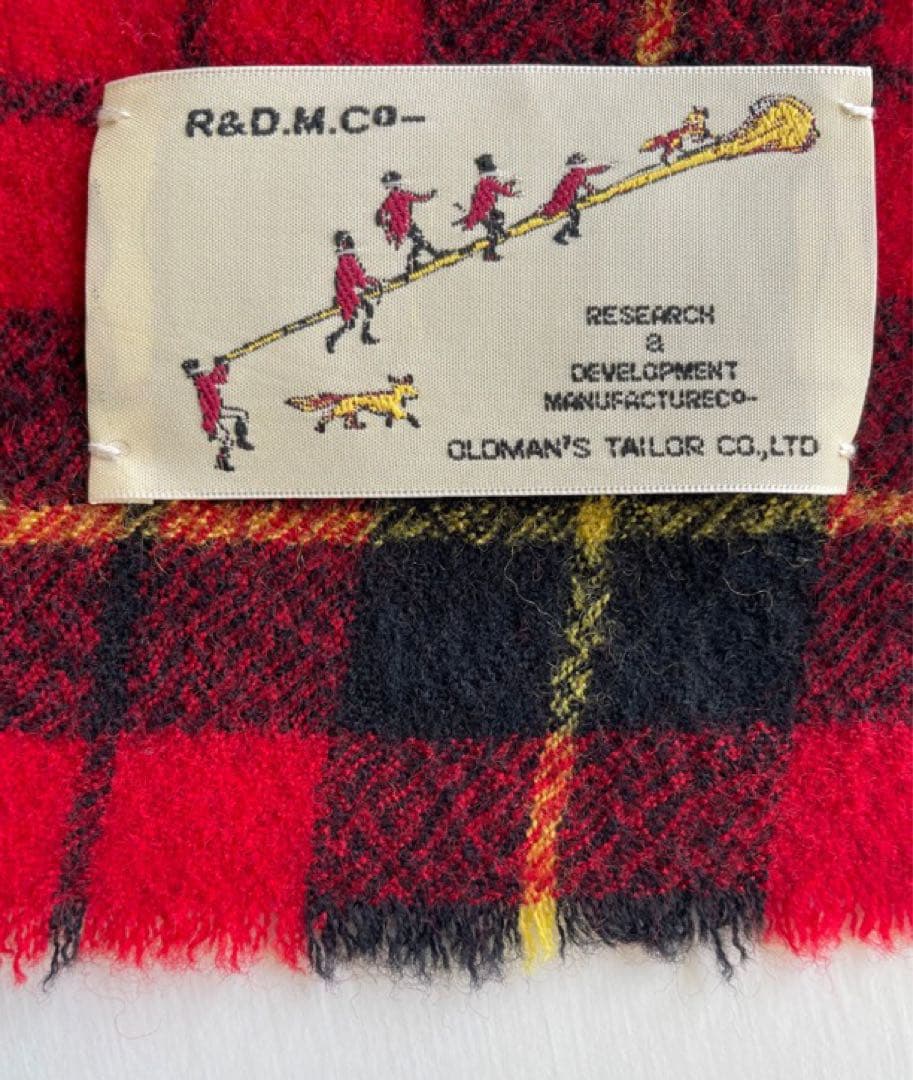 R&D.M.Co-
RESEARCH
&
DEVELOPMENT
MANUFACTURECO-
OLDMAN'S TAILOR CO.,LTD